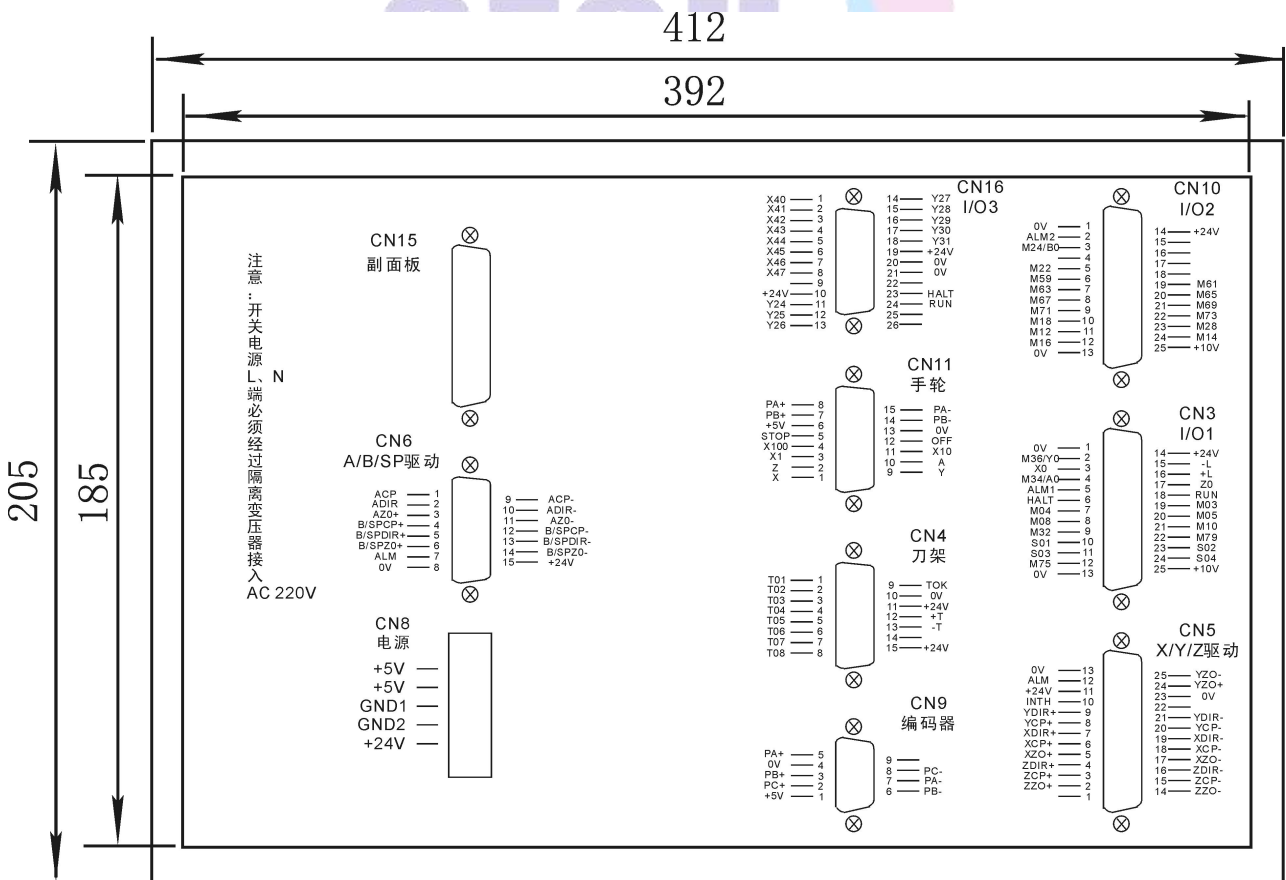 412
392
205
185
注意：开关电源L、N端必须经过隔离变压器接入AC 220V
CN15
副面板
CN6
A/B/SP驱动
ACP 1
ADIR 2
AZ0+ 3
B/SPCP+ 4
B/SPDIR+ 5
B/SPZ0+ 6
ALM 7
0V 8
9 ACP-
10 ADIR-
11 AZ0-
12 B/SPCP-
13 B/SPDIR-
14 B/SPZ0-
15 +24V
CN8
电源
+5V
+5V
GND1
GND2
+24V
CN16
I/O3
X40 1
X41 2
X42 3
X43 4
X44 5
X45 6
X46 7
X47 8
9
+24V 10
Y24 11
Y25 12
Y26 13
14 Y27
15 Y28
16 Y29
17 Y30
18 Y31
19 +24V
20 0V
21 0V
22
23 HALT
24 RUN
25
26
CN11
手轮
PA+ 8
PB+ 7
+5V 6
STOP 5
X100 4
X1 3
Z 2
X 1
15 PA-
14 PB-
13 0V
12 OFF
11 X10
10 A
9 Y
CN4
刀架
T01 1
T02 2
T03 3
T04 4
T05 5
T06 6
T07 7
T08 8
9 TOK
10 0V
11 +24V
12 +T
13 -T
14
15 +24V
CN9
编码器
PA+ 5
0V 4
PB+ 3
PC+ 2
+5V 1
9
8 PC-
7 PA-
6 PB-
CN10
I/O2
0V 1
ALM2 2
M24/B0 3
4
M22 5
M59 6
M63 7
M67 8
M71 9
M18 10
M12 11
M16 12
0V 13
14 +24V
15
16
17
18
19 M61
20 M65
21 M69
22 M73
23 M28
24 M14
25 +10V
CN3
I/O1
0V 1
M36/Y0 2
X0 3
M34/A0 4
ALM1 5
HALT 6
M04 7
M08 8
M32 9
S01 10
S03 11
M75 12
0V 13
14 +24V
15 -L
16 +L
17 Z0
18 RUN
19 M03
20 M05
21 M10
22 M79
23 S02
24 S04
25 +10V
CN5
X/Y/Z驱动
0V 13
ALM 12
+24V 11
INTH 10
YDIR+ 9
YCP+ 8
XDIR+ 7
XCP+ 6
XZO+ 5
ZDIR+ 4
ZCP+ 3
ZZO+ 2
1
25 YZO-
24 YZO+
23 0V
22
21 YDIR-
20 YCP-
19 XDIR-
18 XCP-
17 XZO-
16 ZDIR-
15 ZCP-
14 ZZO-